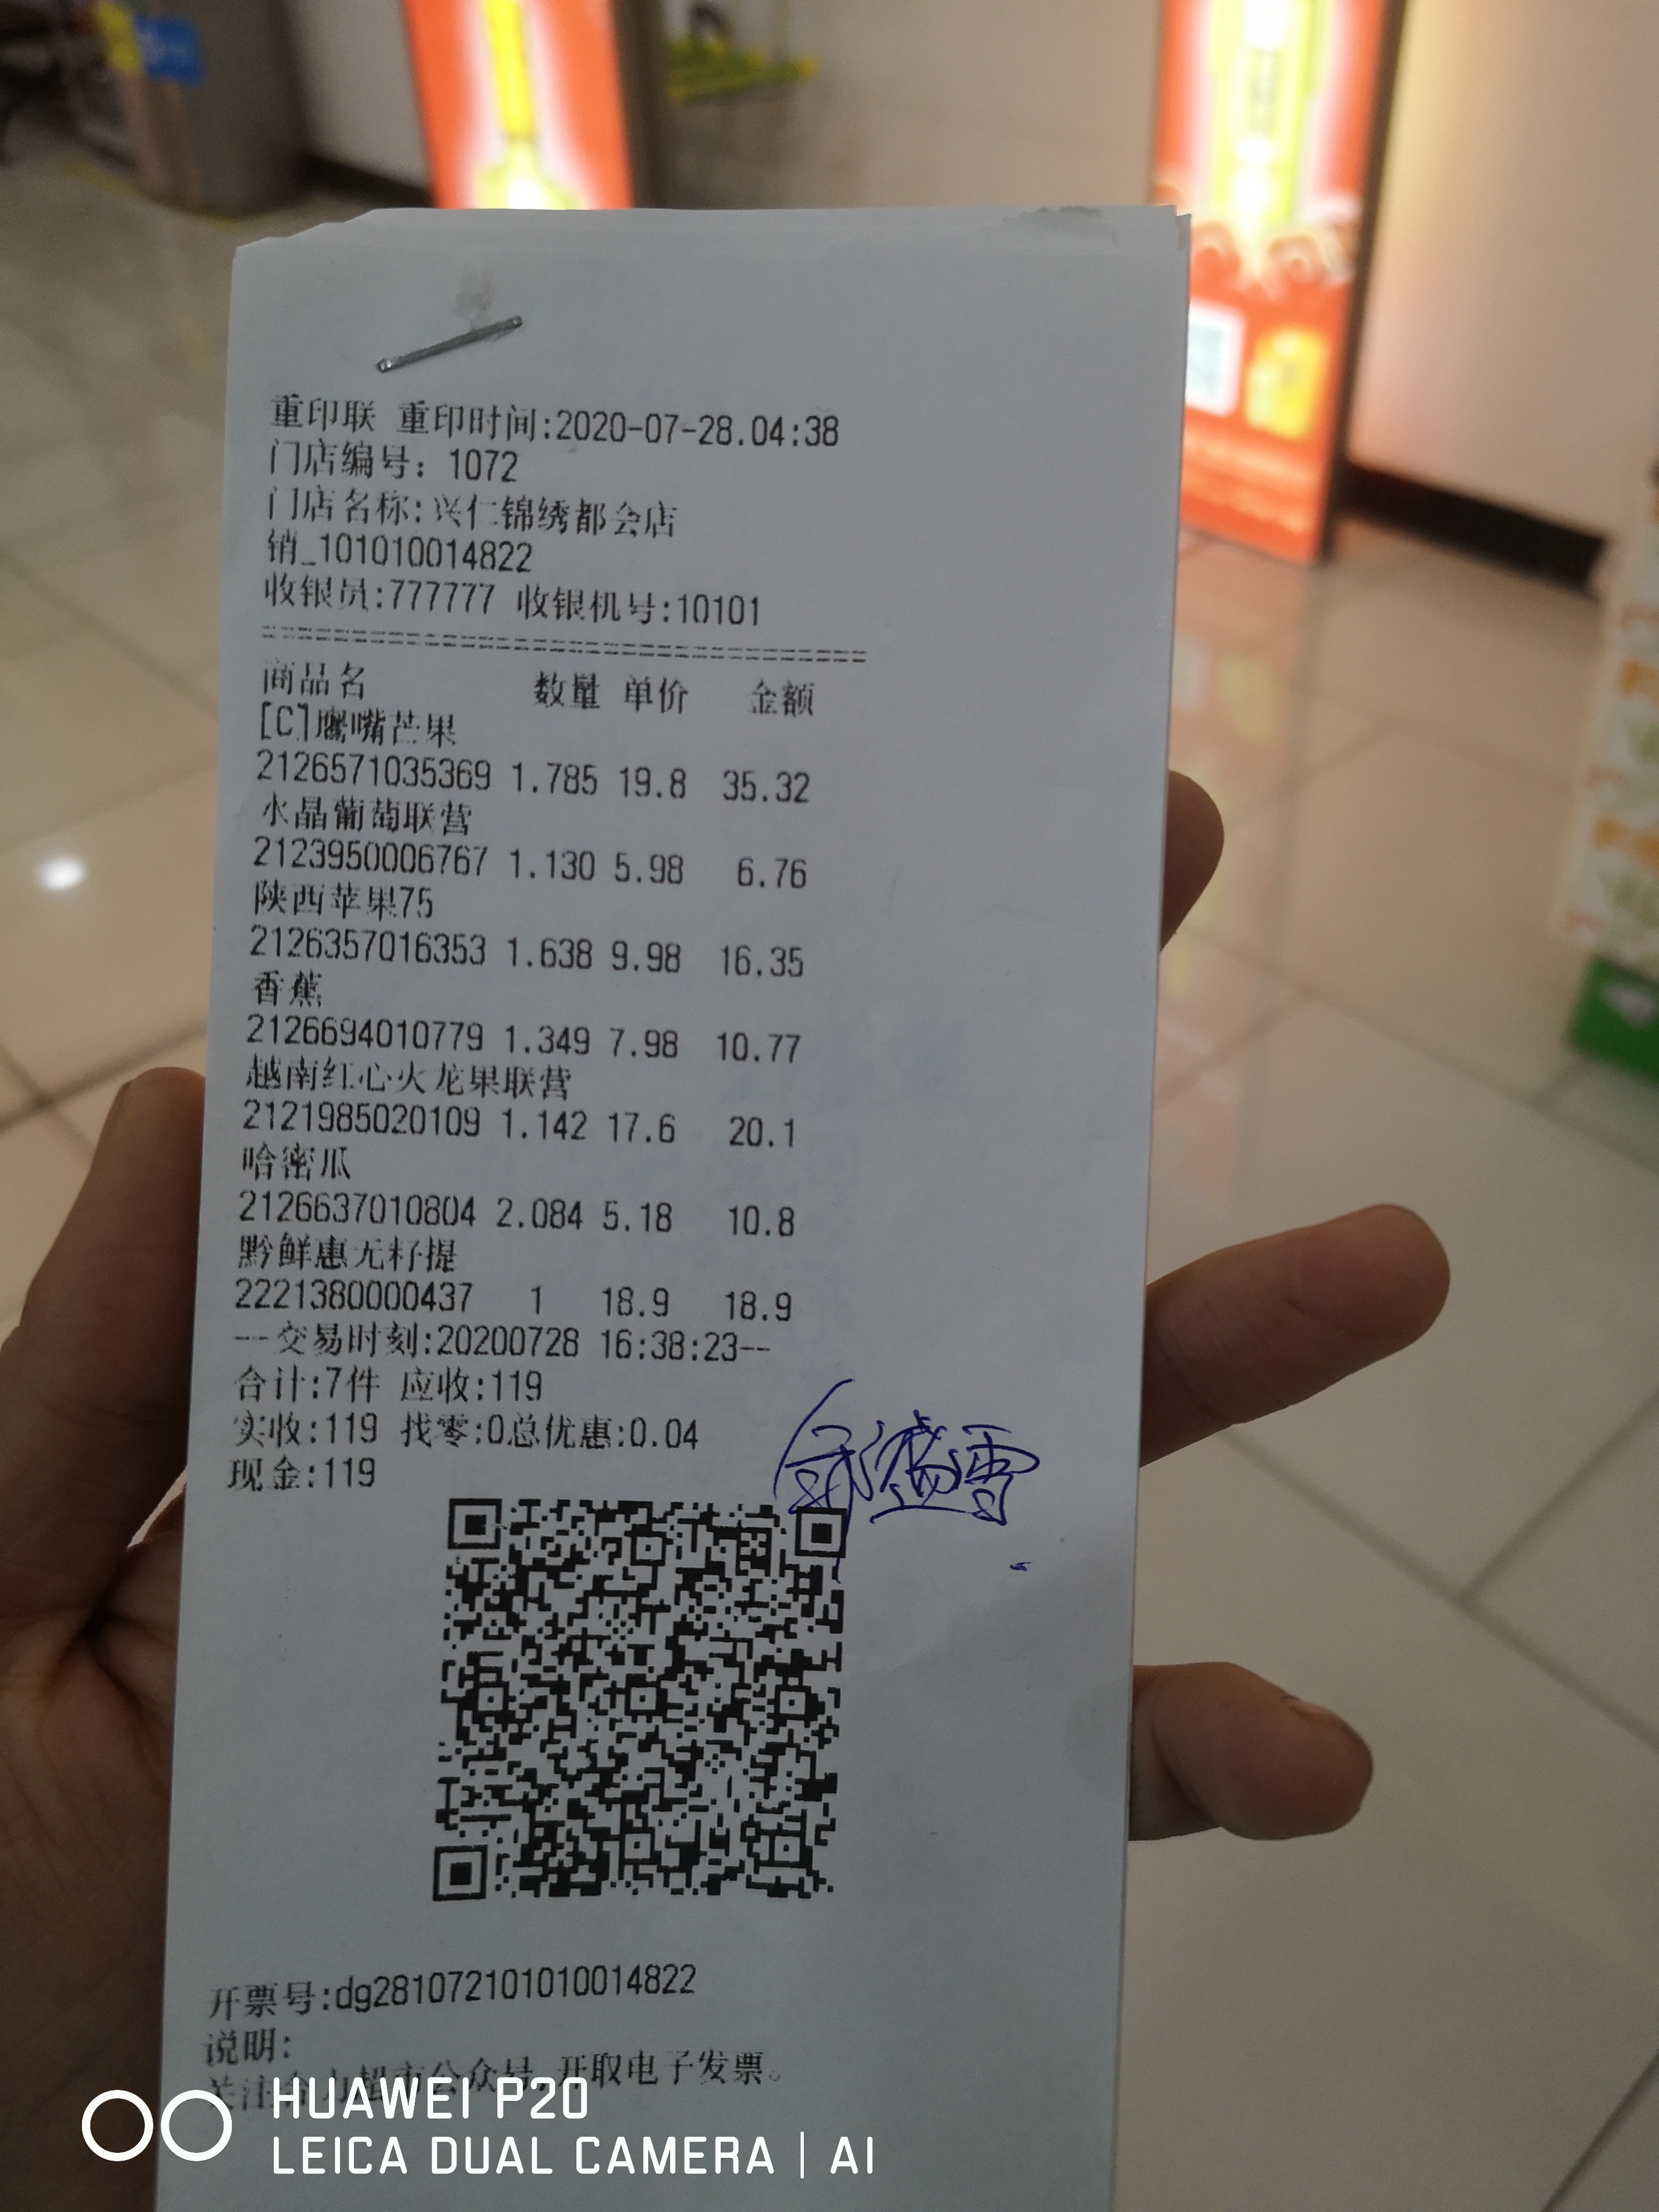 重印联 重印时间:2020-07-28.04:38
门店编号: 1072
门店名称:兴仁锦绣都会店
销_101010014822
收银员:777777 收银机号:10101
商品名 数量 单价 金额
[C]鹰嘴芒果
2126571035369 1.785 19.8 35.32
水晶葡萄联营
2123950006767 1.130 5.98 6.76
陕西苹果75
2126357016353 1.638 9.98 16.35
香蕉
2126694010779 1.349 7.98 10.77
越南红心火龙果联营
2121985020109 1.142 17.6 20.1
哈密瓜
2126637010804 2.084 5.18 10.8
黔鲜惠无籽提
2221380000437 1 18.9 18.9
--交易时刻:20200728 16:38:23--
合计:7件 应收:119
实收:119 找零:0总优惠:0.04
现金:119
开票号:dg281072101010014822
说明:
关注 力超市公众号,开取电子发票。
HUAWEI P20
LEICA DUAL CAMERA | AI